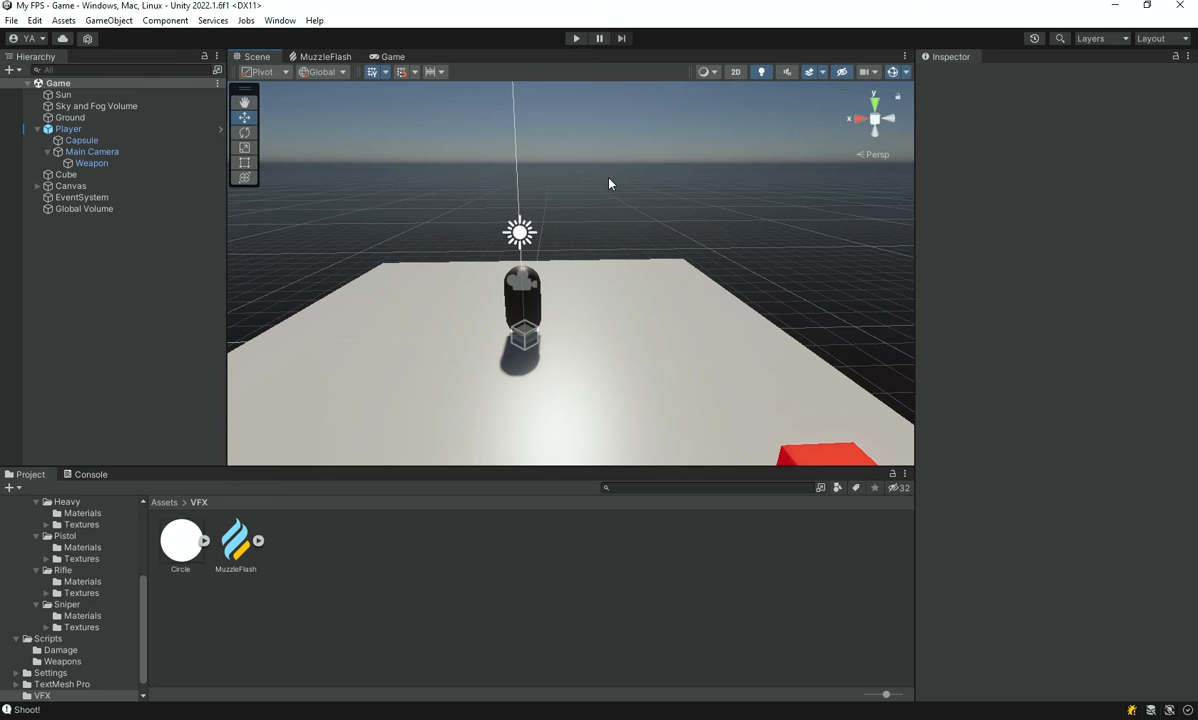 My FPS - Game - Windows, Mac, Linux - Unity 2022.1.6f1 <DX11>
File Edit Assets GameObject Component Services Jobs Window Help
YA Layers Layout
Hierarchy Scene MuzzleFlash Game Inspector
All Pivot Global 2D
Game
Sun
Sky and Fog Volume
Ground
Player
Capsule
Main Camera
Weapon
Cube
Canvas
EventSystem
Global Volume
y
x
Persp
Project Console
32
Heavy
Materials
Textures
Pistol
Materials
Textures
Rifle
Materials
Textures
Sniper
Materials
Textures
Scripts
Damage
Weapons
Settings
TextMesh Pro
VFX
Assets > VFX
Circle MuzzleFlash
Shoot!